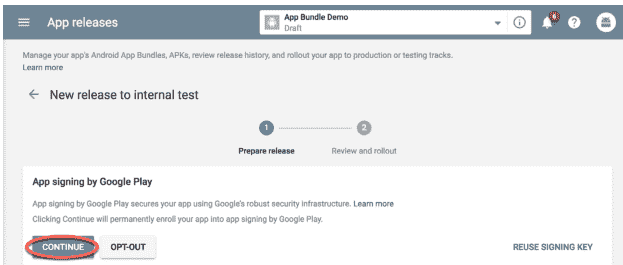 App releases
App Bundle Demo
Draft
Manage your app's Android App Bundles, APKs, review release history, and rollout your app to production or testing tracks.
Learn more
New release to internal test
1
2
Prepare release
Review and rollout
App signing by Google Play
App signing by Google Play secures your app using Google's robust security infrastructure. Learn more
Clicking Continue will permanently enroll your app into app signing by Google Play.
CONTINUE
OPT-OUT
REUSE SIGNING KEY